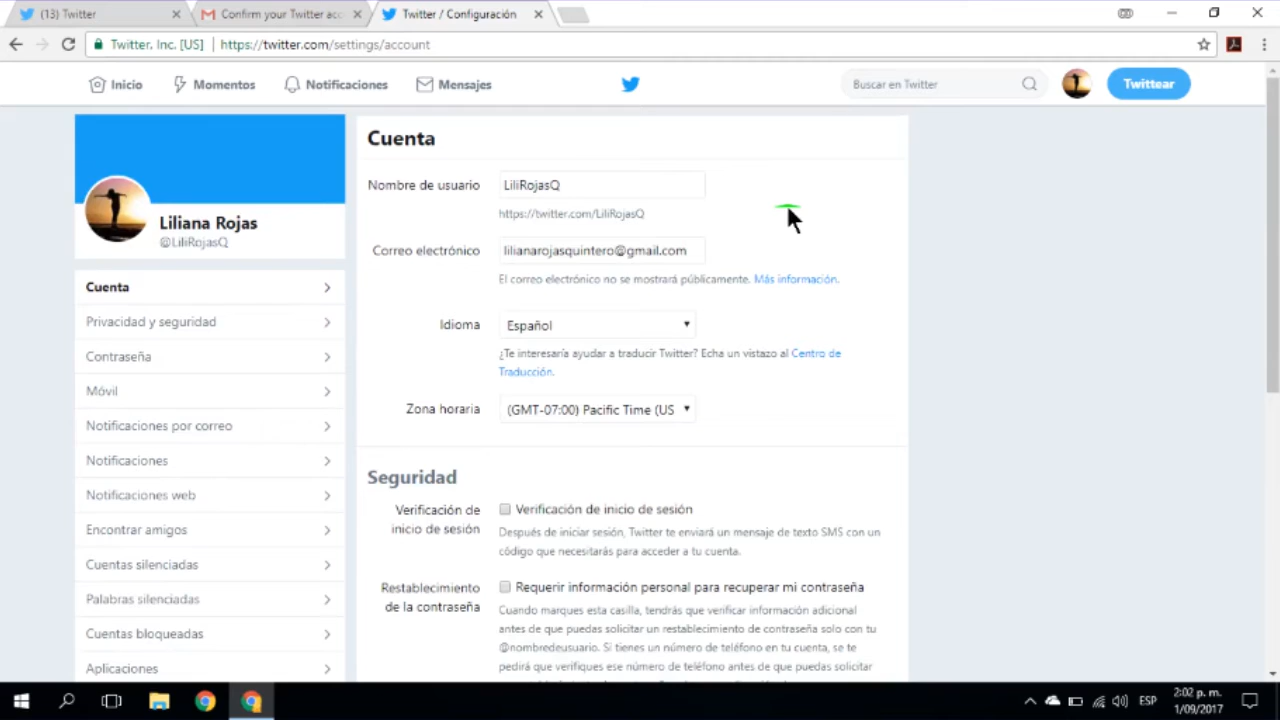 (13) Twitter
Confirm your Twitter acc
Twitter / Configuración
Twitter, Inc. [US]
https://twitter.com/settings/account
Inicio
Momentos
Notificaciones
Mensajes
Buscar en Twitter
Twittear
Liliana Rojas
@LiliRojasQ
Cuenta
Privacidad y seguridad
Contraseña
Móvil
Notificaciones por correo
Notificaciones
Notificaciones web
Encontrar amigos
Cuentas silenciadas
Palabras silenciadas
Cuentas bloqueadas
Aplicaciones
Cuenta
Nombre de usuario
LiliRojasQ
https://twitter.com/LiliRojasQ
Correo electrónico
lilianarojasquintero@gmail.com
El correo electrónico no se mostrará públicamente. Más información.
Idioma
Español
¿Te interesaría ayudar a traducir Twitter? Echa un vistazo al Centro de
Traducción.
Zona horaria
(GMT-07:00) Pacific Time (US
Seguridad
Verificación de
inicio de sesión
Verificación de inicio de sesión
Después de iniciar sesión, Twitter te enviará un mensaje de texto SMS con un
código que necesitarás para acceder a tu cuenta.
Restablecimiento
de la contraseña
Requerir información personal para recuperar mi contraseña
Cuando marques esta casilla, tendrás que verificar información adicional
antes de que puedas solicitar un restablecimiento de contraseña solo con tu
@nombredeusuario. Si tienes un número de teléfono en tu cuenta, se te
pedirá que verifiques ese número de teléfono antes de que puedas solicitar
ESP
2:02 p. m.
1/09/2017